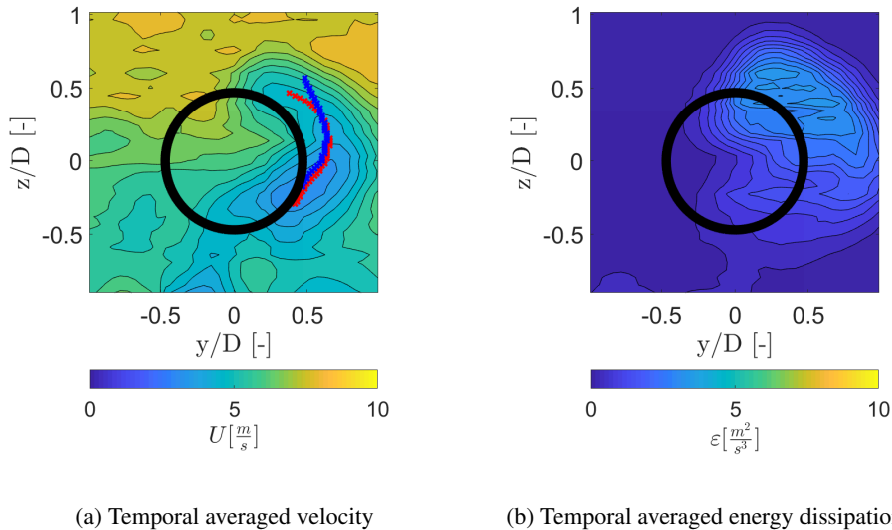 1
0.5
0
-0.5
z/D [-]
-0.5 0 0.5
y/D [-]
0 5 10
U[m/s]
(a) Temporal averaged velocity
1
0.5
0
-0.5
z/D [-]
-0.5 0 0.5
y/D [-]
0 5 10
ε[m²/s³]
(b) Temporal averaged energy dissipatio